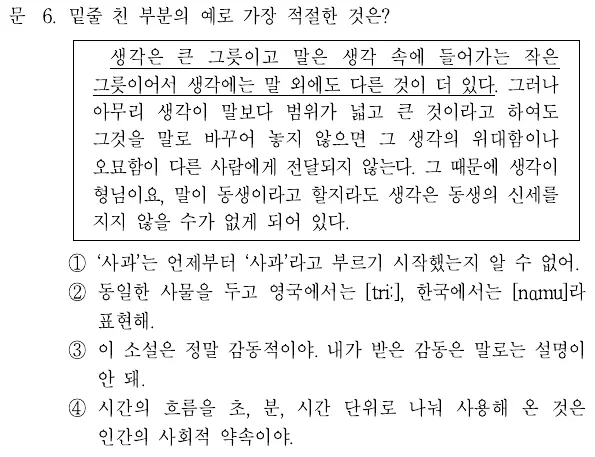 문 6. 밑줄 친 부분의 예로 가장 적절한 것은?
생각은 큰 그릇이고 말은 생각 속에 들어가는 작은
그릇이어서 생각에는 말 외에도 다른 것이 더 있다. 그러나
아무리 생각이 말보다 범위가 넓고 큰 것이라고 하여도
그것을 말로 바꾸어 놓지 않으면 그 생각의 위대함이나
오묘함이 다른 사람에게 전달되지 않는다. 그 때문에 생각이
형님이요, 말이 동생이라고 할지라도 생각은 동생의 신세를
지지 않을 수가 없게 되어 있다.
① ‘사과’는 언제부터 ‘사과’라고 부르기 시작했는지 알 수 없어.
② 동일한 사물을 두고 영국에서는 [tri:], 한국에서는 [namu]라
표현해.
③ 이 소설은 정말 감동적이야. 내가 받은 감동은 말로는 설명이
안 돼.
④ 시간의 흐름을 초, 분, 시간 단위로 나눠 사용해 온 것은
인간의 사회적 약속이야.